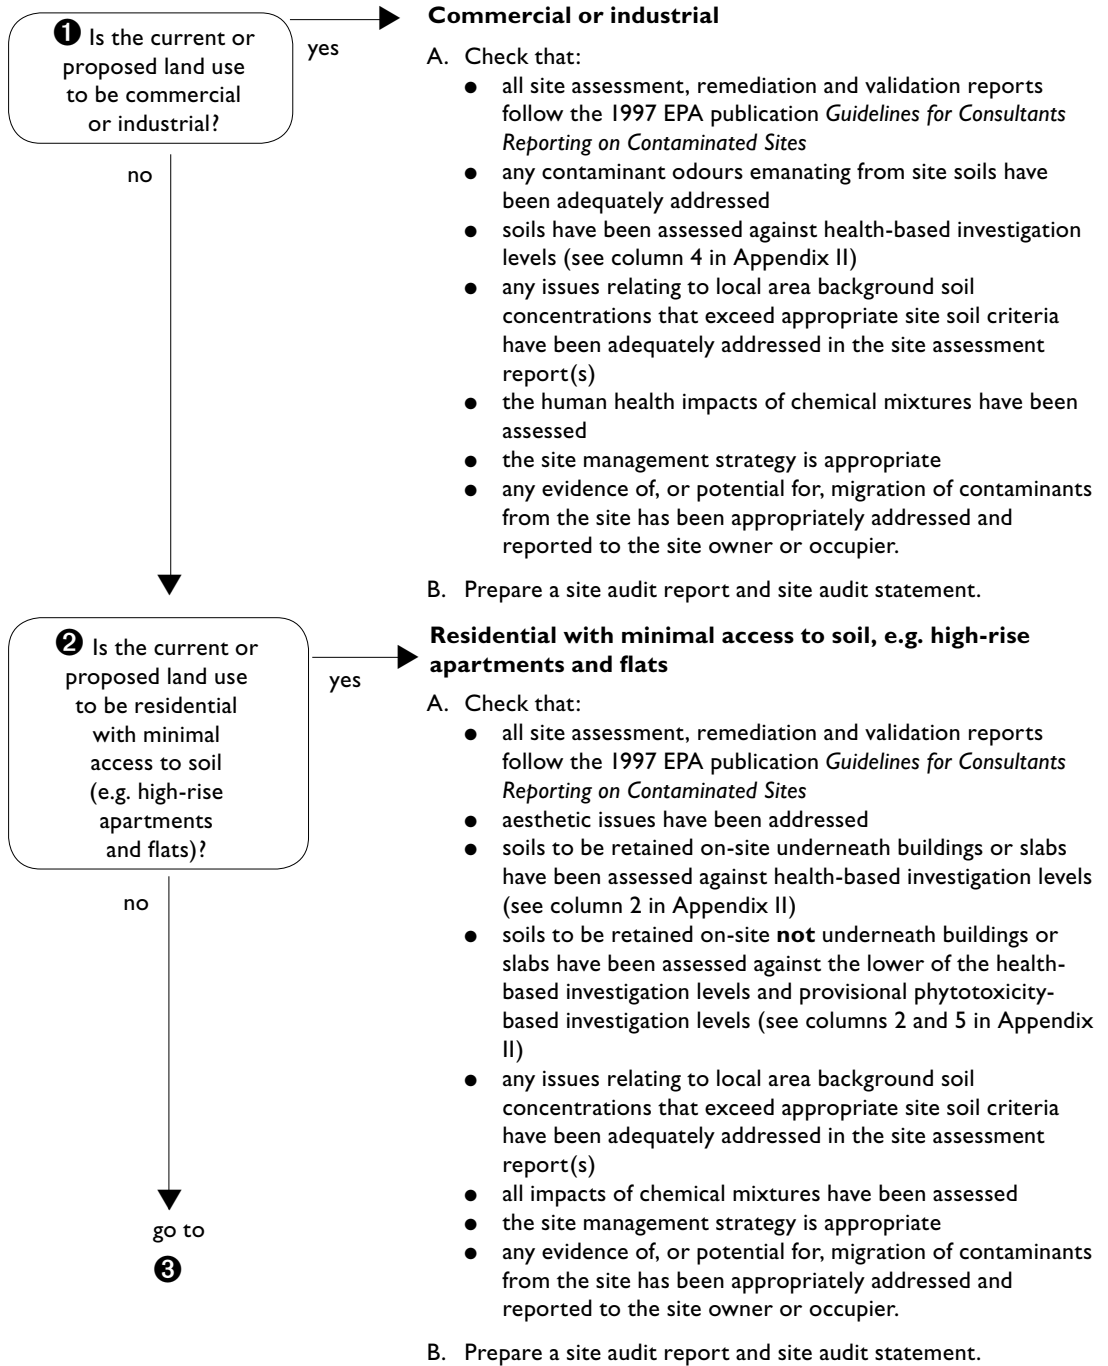 ❶ Is the current or
proposed land use
to be commercial
or industrial?
yes
no
Commercial or industrial
A. Check that:
● all site assessment, remediation and validation reports
follow the 1997 EPA publication Guidelines for Consultants
Reporting on Contaminated Sites
● any contaminant odours emanating from site soils have
been adequately addressed
● soils have been assessed against health-based investigation
levels (see column 4 in Appendix II)
● any issues relating to local area background soil
concentrations that exceed appropriate site soil criteria
have been adequately addressed in the site assessment
report(s)
● the human health impacts of chemical mixtures have been
assessed
● the site management strategy is appropriate
● any evidence of, or potential for, migration of contaminants
from the site has been appropriately addressed and
reported to the site owner or occupier.
B. Prepare a site audit report and site audit statement.
❷ Is the current or
proposed land use
to be residential
with minimal
access to soil
(e.g. high-rise
apartments
and flats)?
yes
no
go to
❸
Residential with minimal access to soil, e.g. high-rise
apartments and flats
A. Check that:
● all site assessment, remediation and validation reports
follow the 1997 EPA publication Guidelines for Consultants
Reporting on Contaminated Sites
● aesthetic issues have been addressed
● soils to be retained on-site underneath buildings or slabs
have been assessed against health-based investigation levels
(see column 2 in Appendix II)
● soils to be retained on-site not underneath buildings or
slabs have been assessed against the lower of the health-
based investigation levels and provisional phytotoxicity-
based investigation levels (see columns 2 and 5 in Appendix
II)
● any issues relating to local area background soil
concentrations that exceed appropriate site soil criteria
have been adequately addressed in the site assessment
report(s)
● all impacts of chemical mixtures have been assessed
● the site management strategy is appropriate
● any evidence of, or potential for, migration of contaminants
from the site has been appropriately addressed and
reported to the site owner or occupier.
B. Prepare a site audit report and site audit statement.